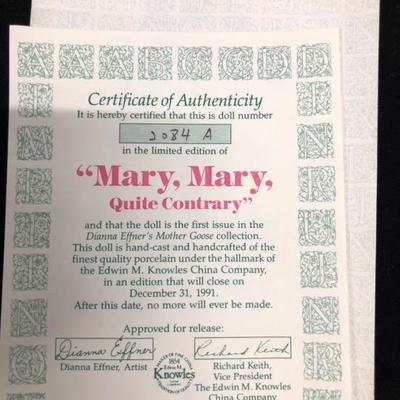 Certificate of Authenticity
It is hereby certified that this is doll number
2084 A
in the limited edition of
“Mary, Mary,
Quite Contrary”
and that the doll is the first issue in the
Dianna Effner's Mother Goose collection.
This doll is hand-cast and handcrafted of the
finest quality porcelain under the hallmark of
the Edwin M. Knowles China Company,
in an edition that will close on
December 31, 1991.
After this date, no more will ever be made.
Approved for release:
Dianna Effner
Richard Keith
Dianna Effner, Artist
1854
Edwin M.
Knowles
Richard Keith,
Vice President
The Edwin M. Knowles
China Company